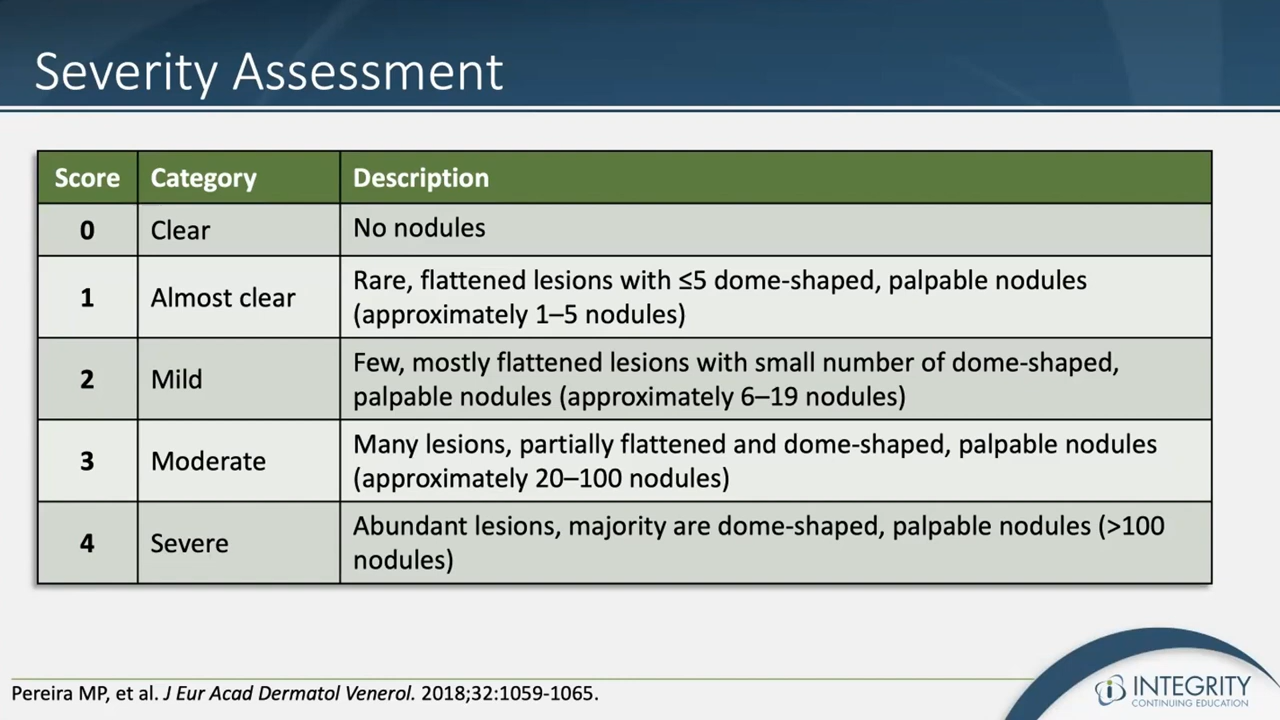 Severity Assessment
Score Category Description
0 Clear No nodules
1 Almost clear Rare, flattened lesions with ≤5 dome-shaped, palpable nodules
(approximately 1–5 nodules)
2 Mild Few, mostly flattened lesions with small number of dome-shaped,
palpable nodules (approximately 6–19 nodules)
3 Moderate Many lesions, partially flattened and dome-shaped, palpable nodules
(approximately 20–100 nodules)
4 Severe Abundant lesions, majority are dome-shaped, palpable nodules (>100
nodules)
Pereira MP, et al. J Eur Acad Dermatol Venerol. 2018;32:1059-1065.
INTEGRITY
CONTINUING EDUCATION